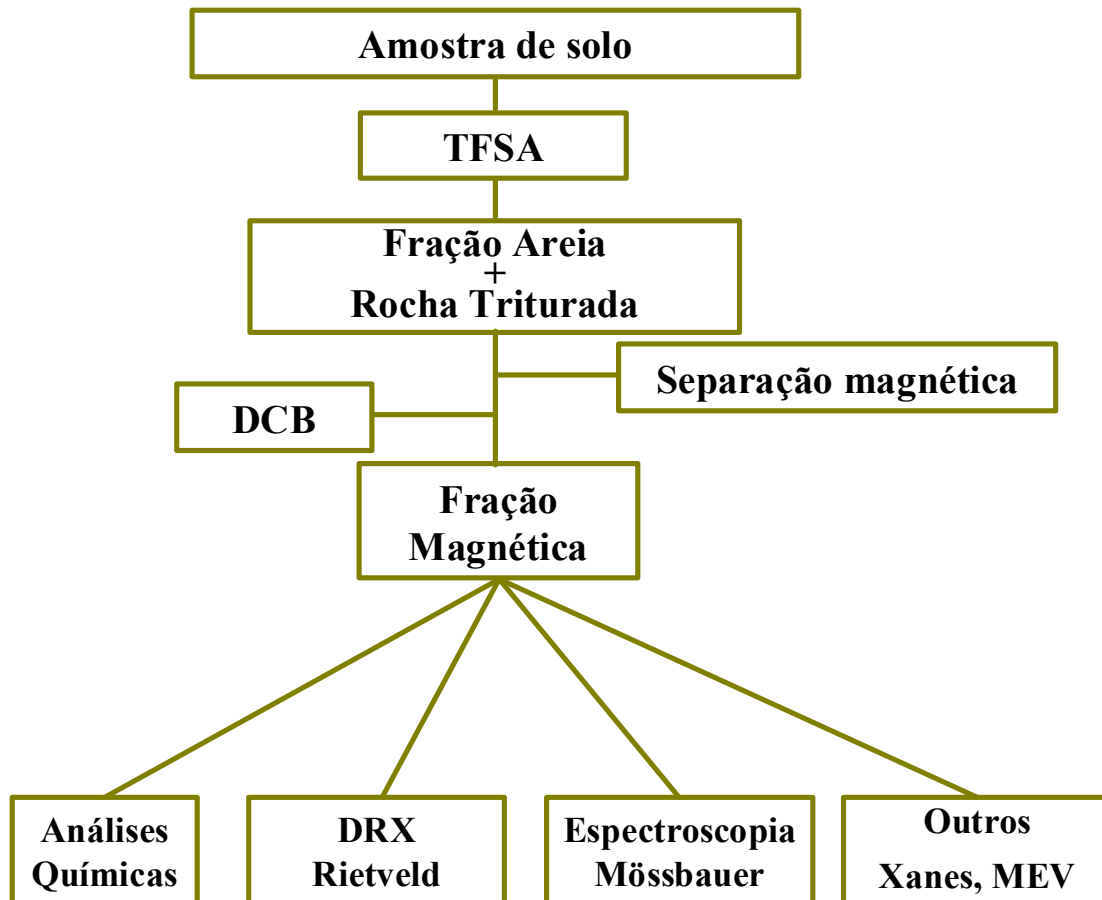 Amostra de solo
TFSA
Fração Areia
+
Rocha Triturada
Separação magnética
DCB
Fração
Magnética
Análises
Químicas
DRX
Rietveld
Espectroscopia
Mössbauer
Outros
Xanes, MEV